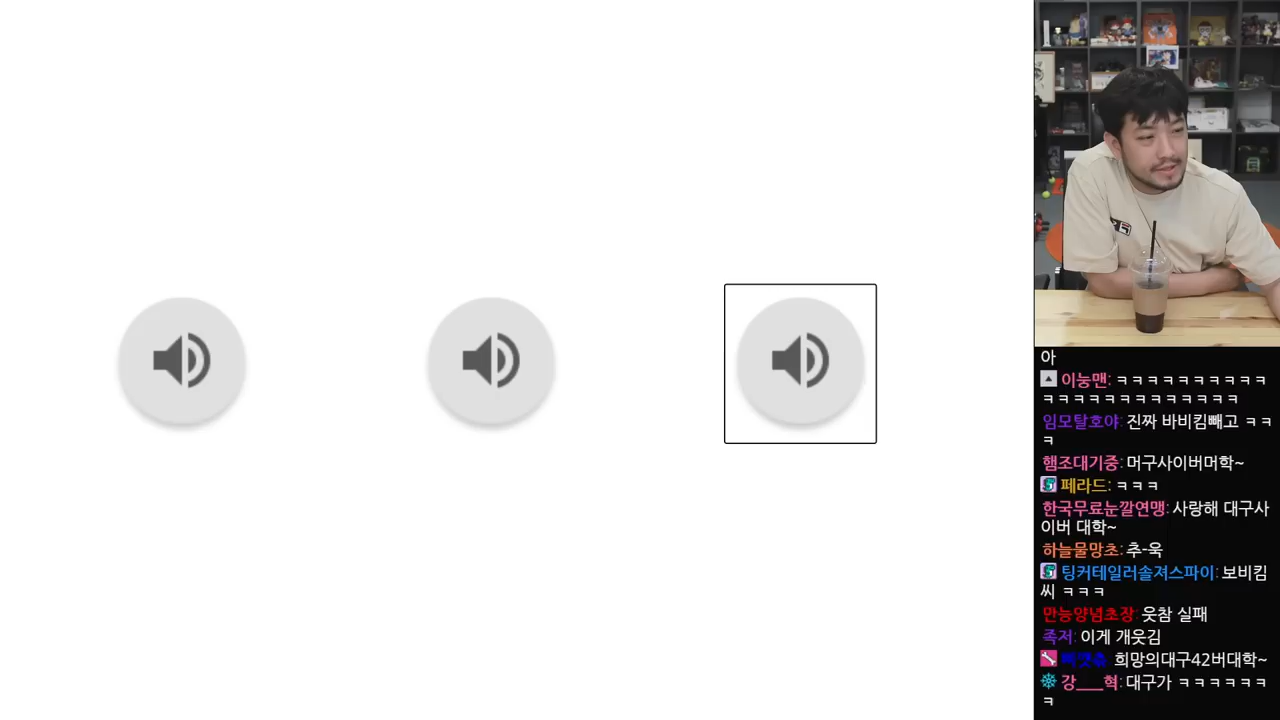 아
이눙맨: ㅋㅋㅋㅋㅋㅋㅋㅋㅋㅋ
ㅋㅋㅋㅋㅋㅋㅋㅋㅋㅋㅋㅋㅋ
임모탈호야: 진짜 바비킴빼고 ㅋㅋ
ㅋ
햄조대기중: 머구사이버머학~
페라드: ㅋㅋㅋ
한국무료눈깔연맹: 사랑해 대구사
이버 대학~
하늘물망초: 추-욱
팅커테일러솔져스파이: 보비킴
씨 ㅋㅋㅋ
만능양념초장: 웃참 실패
족저: 이게 개웃김
희망의대구42버대학~
강___혁: 대구가 ㅋㅋㅋㅋㅋㅋ
ㅋ